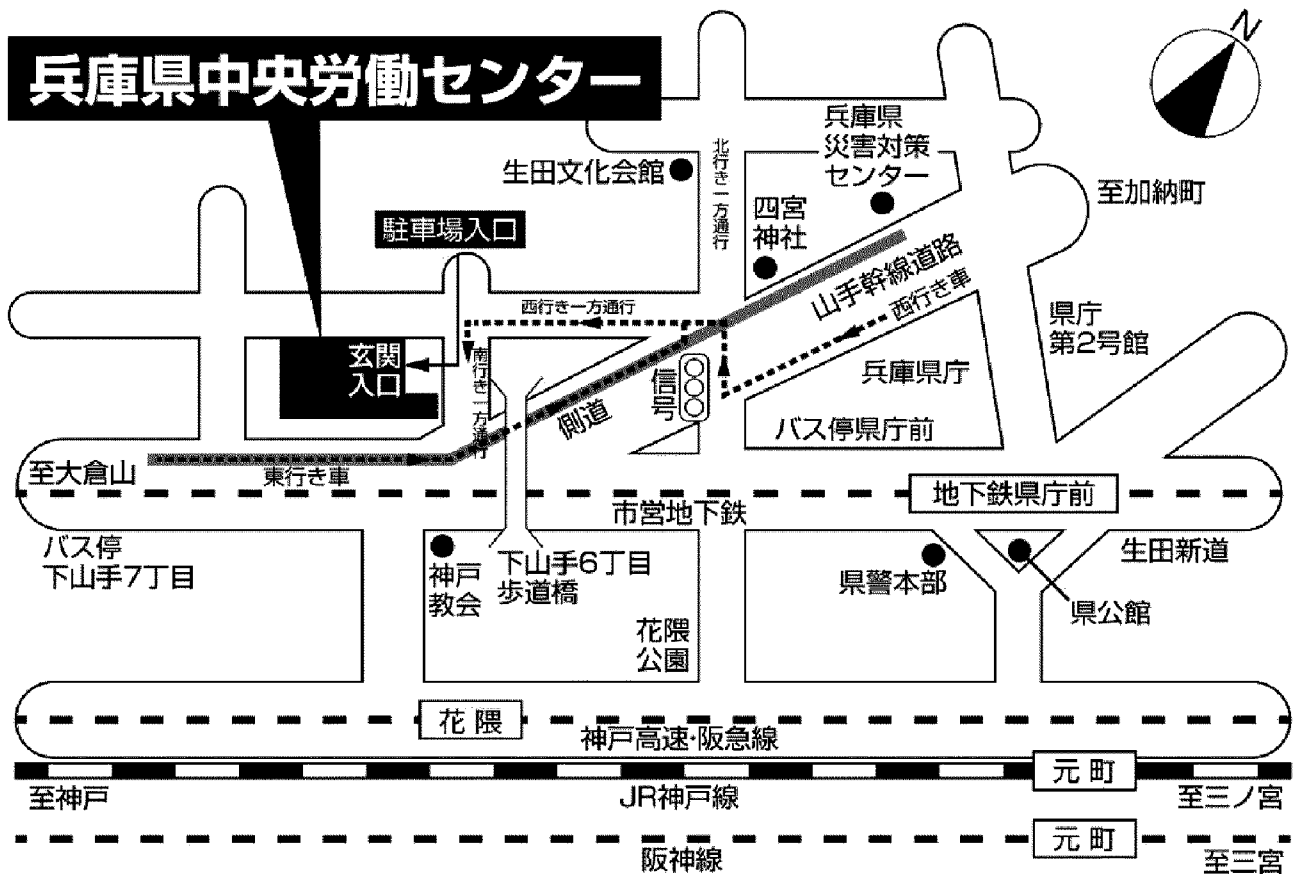 N
兵庫県中央労働センター
兵庫県
災害対策
センター
生田文化会館
北行き一方通行
至加納町
四宮
神社
駐車場入口
山手幹線道路
西行き車
西行き一方通行
県庁
第2号館
玄関
入口
南行き一方通行
信号
兵庫県庁
側道
バス停県庁前
至大倉山
東行き車
地下鉄県庁前
市営地下鉄
バス停
下山手7丁目
神戸
教会
下山手6丁目
歩道橋
県警本部
生田新道
県公館
花隈
公園
花隈
神戸高速・阪急線
元町
至神戸
JR神戸線
至三ノ宮
元町
阪神線
至三宮